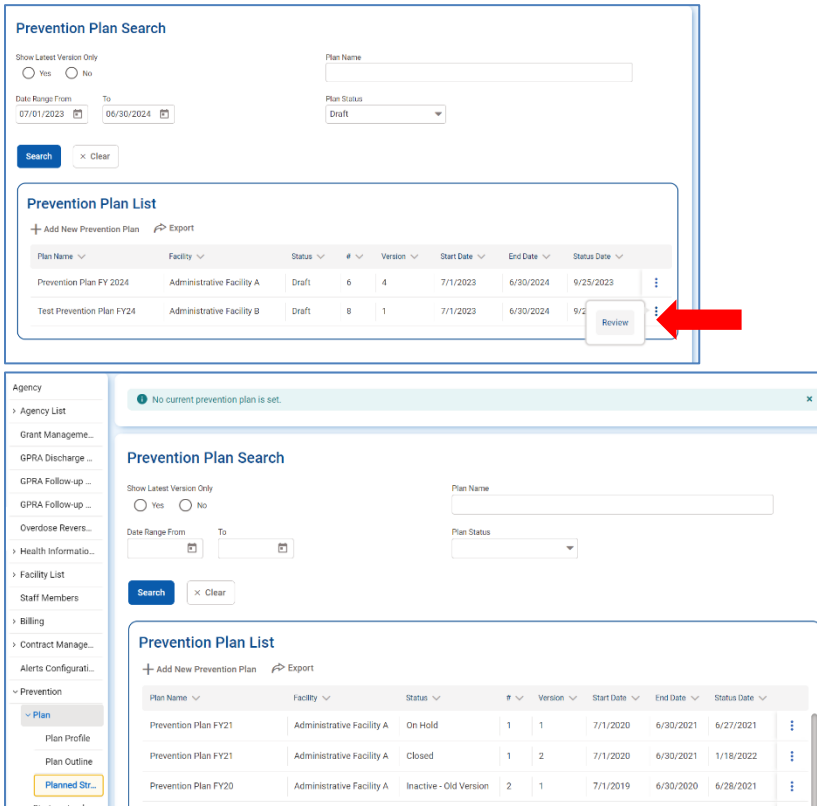 Prevention Plan Search
Show Latest Version Only
Plan Name
Yes No
Date Range From To
Plan Status
07/01/2023 06/30/2024 Draft
Search × Clear
Prevention Plan List
+ Add New Prevention Plan Export
Plan Name Facility Status # Version Start Date End Date Status Date
Prevention Plan FY 2024 Administrative Facility A Draft 6 4 7/1/2023 6/30/2024 9/25/2023
Test Prevention Plan FY24 Administrative Facility B Draft 8 1 7/1/2023 6/30/2024 9/2
Review
Agency
No current prevention plan is set. ×
> Agency List
Grant Manageme...
Prevention Plan Search
GPRA Discharge ...
GPRA Follow-up ...
Show Latest Version Only
Plan Name
Yes No
GPRA Follow-up ...
Overdose Revers...
Date Range From To
Plan Status
> Health Informatio...
> Facility List
Staff Members
Search × Clear
> Billing
> Contract Manage...
Prevention Plan List
Alerts Configurati...
+ Add New Prevention Plan Export
Prevention
Plan Name Facility Status # Version Start Date End Date Status Date
Plan
Prevention Plan FY21 Administrative Facility A On Hold 1 1 7/1/2020 6/30/2021 6/27/2021
Plan Profile
Plan Outline
Prevention Plan FY21 Administrative Facility A Closed 1 2 7/1/2020 6/30/2021 1/18/2022
Planned Str...
Prevention Plan FY20 Administrative Facility A Inactive - Old Version 2 1 7/1/2019 6/30/2020 6/28/2021